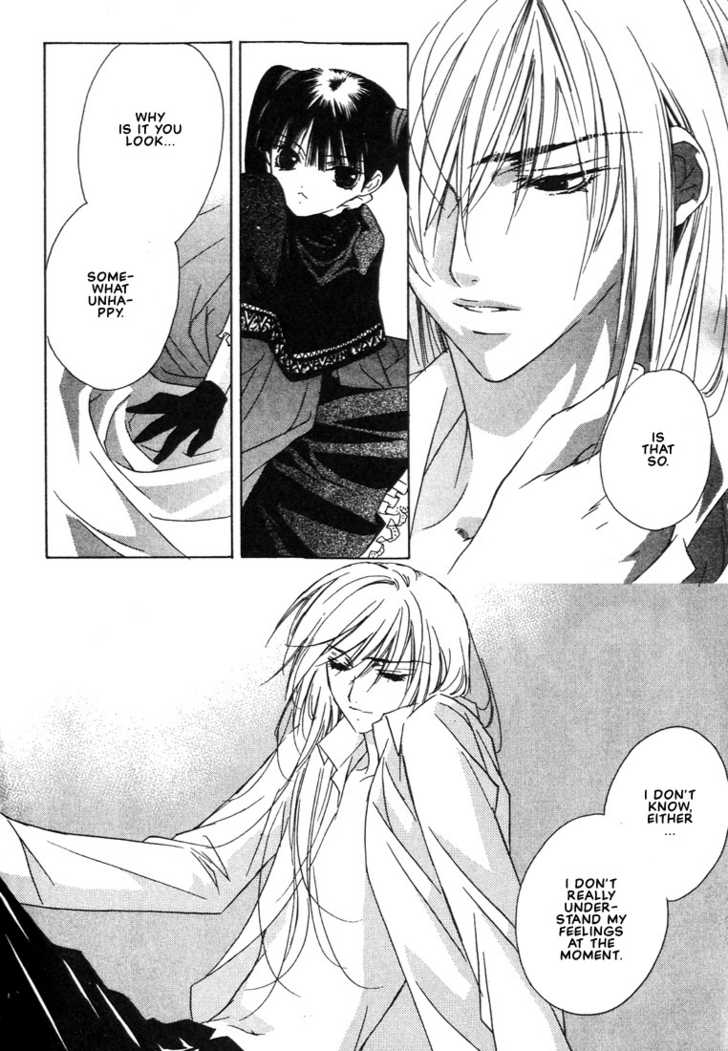 IS
THAT
SO.
WHY
IS IT YOU
LOOK...
SOME-
WHAT
UNHA-
PPY.
I DON'T
KNOW,
EITHER
...
I DON'T
REALLY
UNDER-
STAND MY
FEELINGS
AT THE
MOMENT.